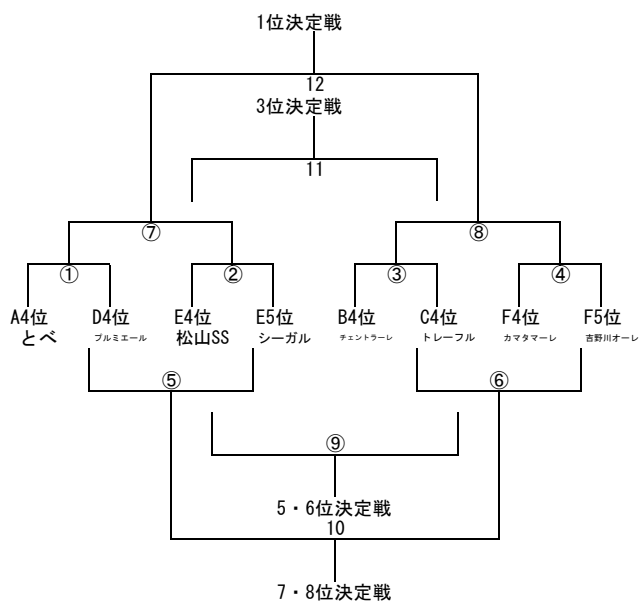 1位決定戦
12
3位決定戦
11
⑦ ⑧
① ② ③ ④
A4位 D4位 E4位 E5位 B4位 C4位 F4位 F5位
とべ プルミエール 松山SS シーガル チェントラーレ トレーフル カマタマーレ 吉野川オーレ
⑤ ⑥
⑨
5・6位決定戦
10
7・8位決定戦